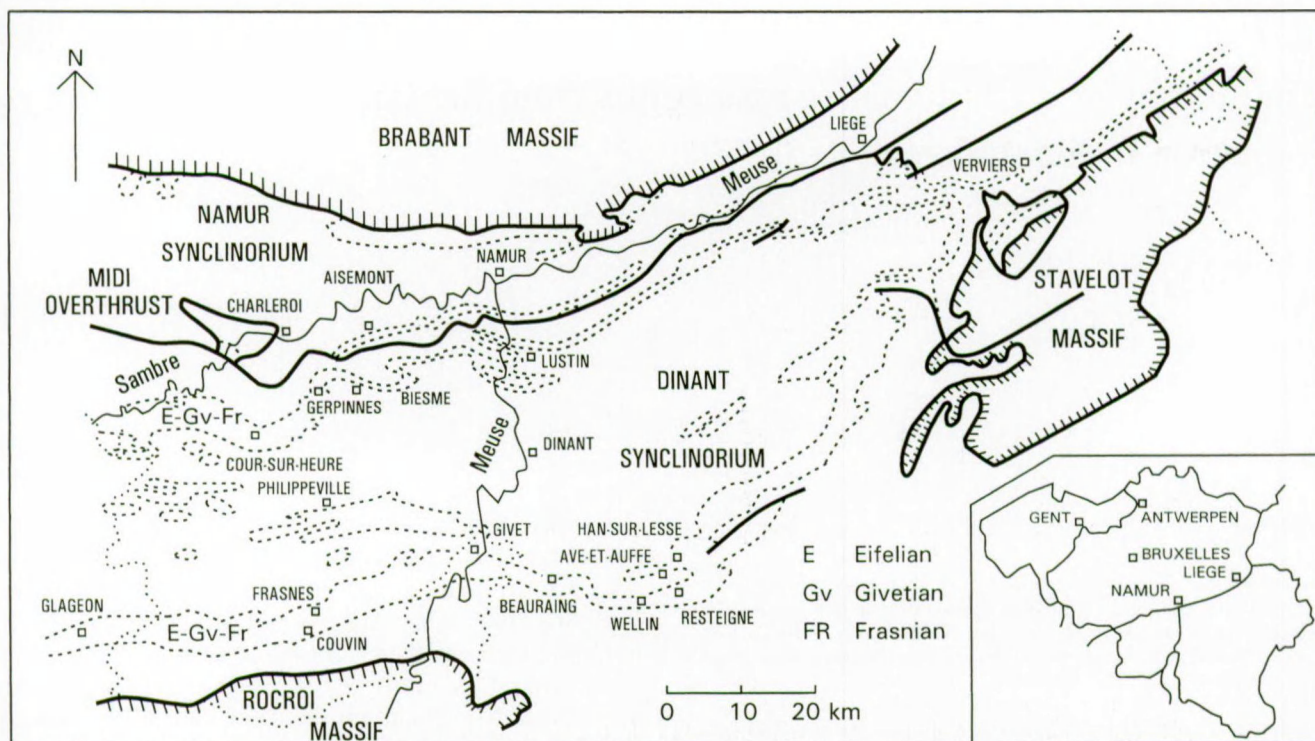 N
BRABANT MASSIF
LIEGE
Meuse
VERVIERS
NAMUR
SYNCLINORIUM
NAMUR
MIDI
OVERTHRUST
AISEMONT
CHARLEROI
STAVELOT
MASSIF
Sambre
LUSTIN
DINANT
SYNCLINORIUM
GERPINNES
BIESME
E-Gv-Fr
Meuse
DINANT
COUR-SUR-HEURE
PHILIPPEVILLE
GIVET
HAN-SUR-LESSE
AVE-ET-AUFFE
E Eifelian
Gv Givetian
FR Frasnian
GLAGEON
FRASNES
E-Gv-Fr
COUVIN
BEAURAING
WELLIN
RESTEIGNE
ROCROI
MASSIF
0 10 20 km
GENT
ANTWERPEN
BRUXELLES
LIEGE
NAMUR